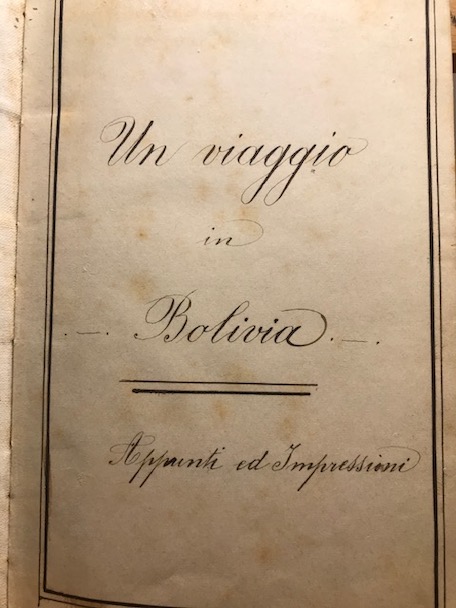 Un viaggio
in
. — . Bolivia . — .
Appunti ed Impressioni